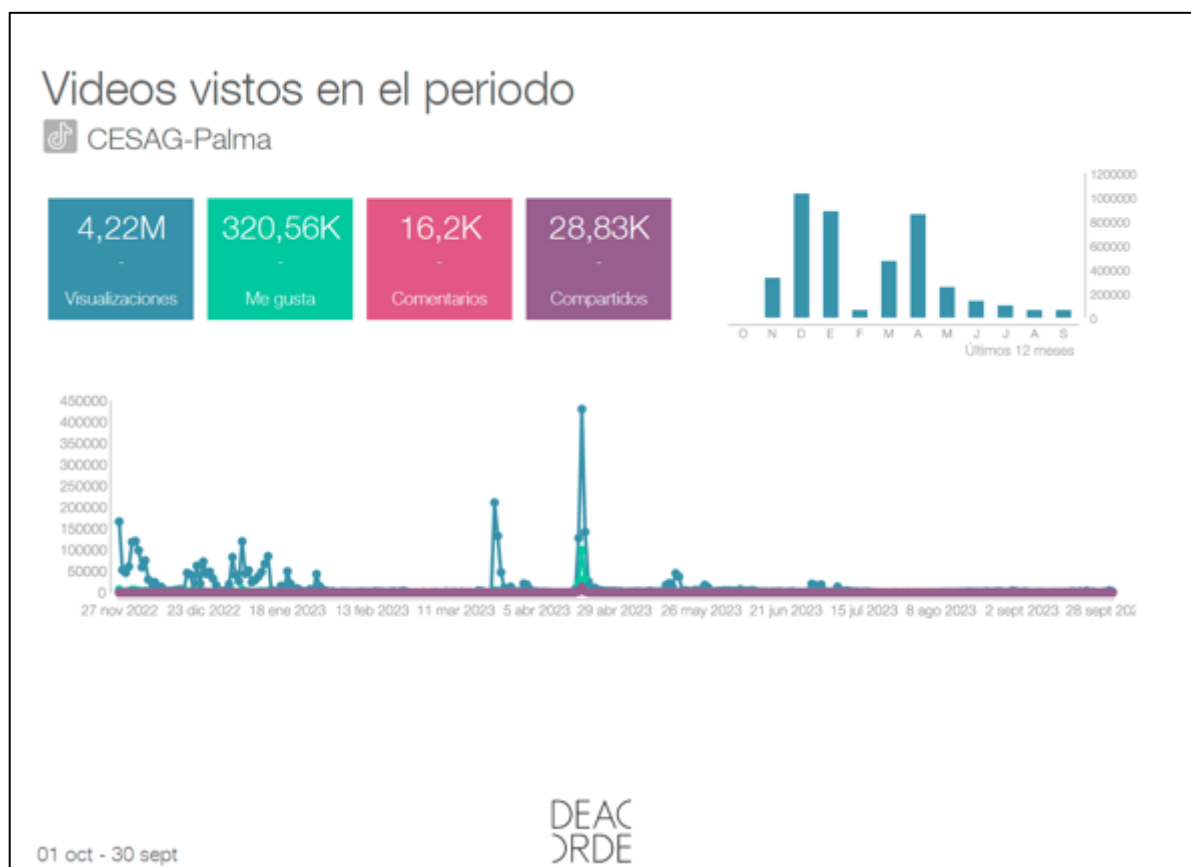 Videos vistos en el periodo
CESAG-Palma
4,22M
-
Visualizaciones
320,56K
-
Me gusta
16,2K
-
Comentarios
28,83K
-
Compartidos
1200000
1000000
800000
600000
400000
200000
0
O N D E F M A M J J A S
Últimos 12 meses
450000
400000
350000
300000
250000
200000
150000
100000
50000
0
27 nov 2022 23 dic 2022 18 ene 2023 13 feb 2023 11 mar 2023 5 abr 2023 29 abr 2023 26 may 2023 21 jun 2023 15 jul 2023 8 ago 2023 2 sept 2023 28 sept 202
DEAC
ORDE
01 oct - 30 sept